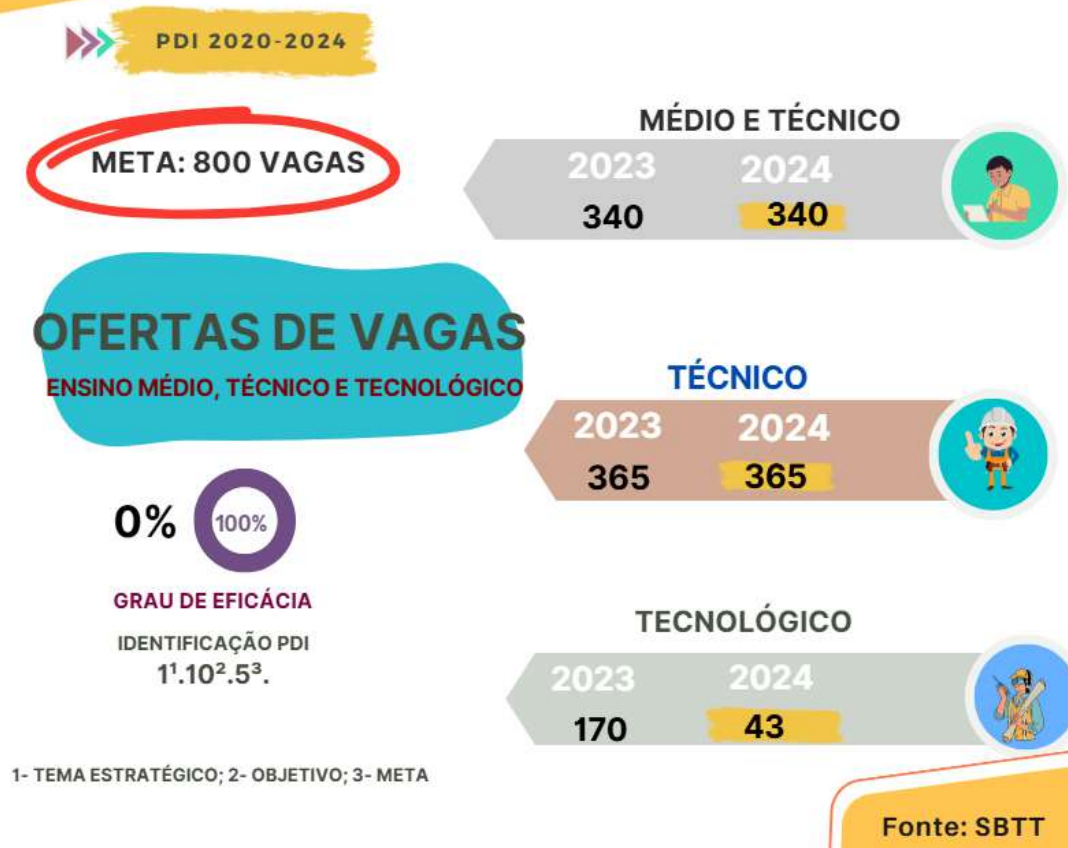 PDI 2020-2024
META: 800 VAGAS
OFERTAS DE VAGAS
ENSINO MÉDIO, TÉCNICO E TECNOLÓGICO
0% 100%
GRAU DE EFICÁCIA
IDENTIFICAÇÃO PDI
1¹.10².5³.
1- TEMA ESTRATÉGICO; 2- OBJETIVO; 3- META
MÉDIO E TÉCNICO
2023 2024
340 340
TÉCNICO
2023 2024
365 365
TECNOLÓGICO
2023 2024
170 43
Fonte: SBTT